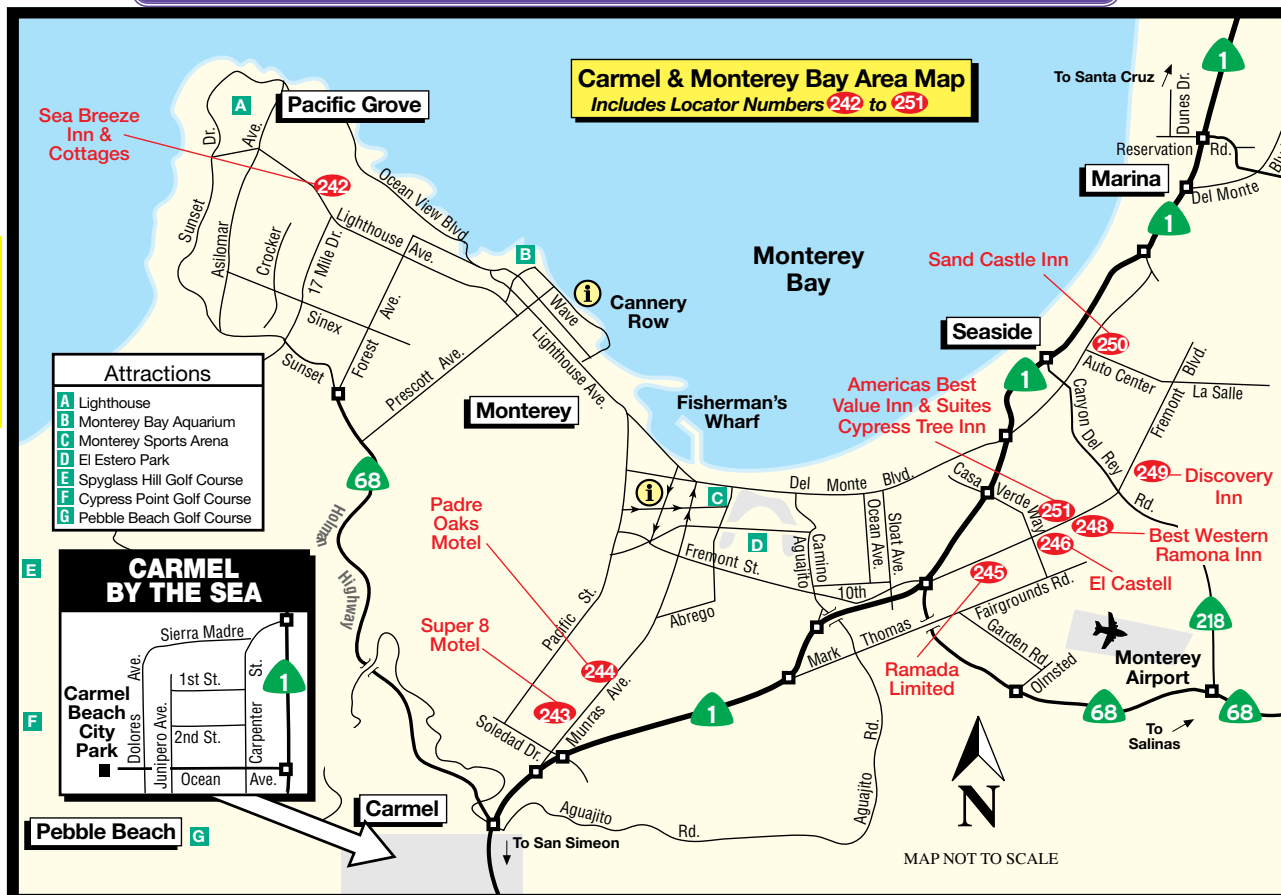 Carmel & Monterey Bay Area Map
Includes Locator Numbers 242 to 251
To Santa Cruz
Dunes Dr.
1
Reservation Rd.
Marina
Del Monte Blvd
1
A
Pacific Grove
Sea Breeze
Inn &
Cottages
242
Sunset Dr.
Asilomar Ave.
Crocker
17 Mile Dr.
Lighthouse Ave.
Ocean View Blvd.
Sinex
Sunset
Forest Ave.
Prescott Ave.
B
i
Wave
Cannery
Row
Lighthouse Ave.
Monterey
Bay
Sand Castle Inn
Seaside
250
1
Auto Center
La Salle
Fremont Blvd.
Canyon Del Rey Rd.
Americas Best
Value Inn & Suites
Cypress Tree Inn
Monterey
Fisherman's
Wharf
Attractions
A Lighthouse
B Monterey Bay Aquarium
C Monterey Sports Arena
D El Estero Park
E Spyglass Hill Golf Course
F Cypress Point Golf Course
G Pebble Beach Golf Course
68
Holman
Highway
i
C
D
Del Monte Blvd.
Casa Verde Way
249
Discovery
Inn
251
248
Best Western
Ramona Inn
246
El Castell
245
Ramada
Limited
Padre
Oaks
Motel
244
Super 8
Motel
243
Fremont St.
Camino Aguajito
Ocean Ave.
Sloat Ave.
10th
Pacific St.
Abrego
Munras Ave.
Soledad Dr.
Mark Thomas
Fairgrounds Rd.
Garden Rd.
Olmsted
218
Monterey
Airport
68
68
To
Salinas
1
Aguajito Rd.
Aguajito Rd.
E
CARMEL
BY THE SEA
Sierra Madre
Dolores Ave.
Junipero Ave.
1st St.
2nd St.
Carpenter St.
1
Ocean Ave.
Carmel
Beach
City
Park
F
Pebble Beach
G
Carmel
To San Simeon
N
MAP NOT TO SCALE